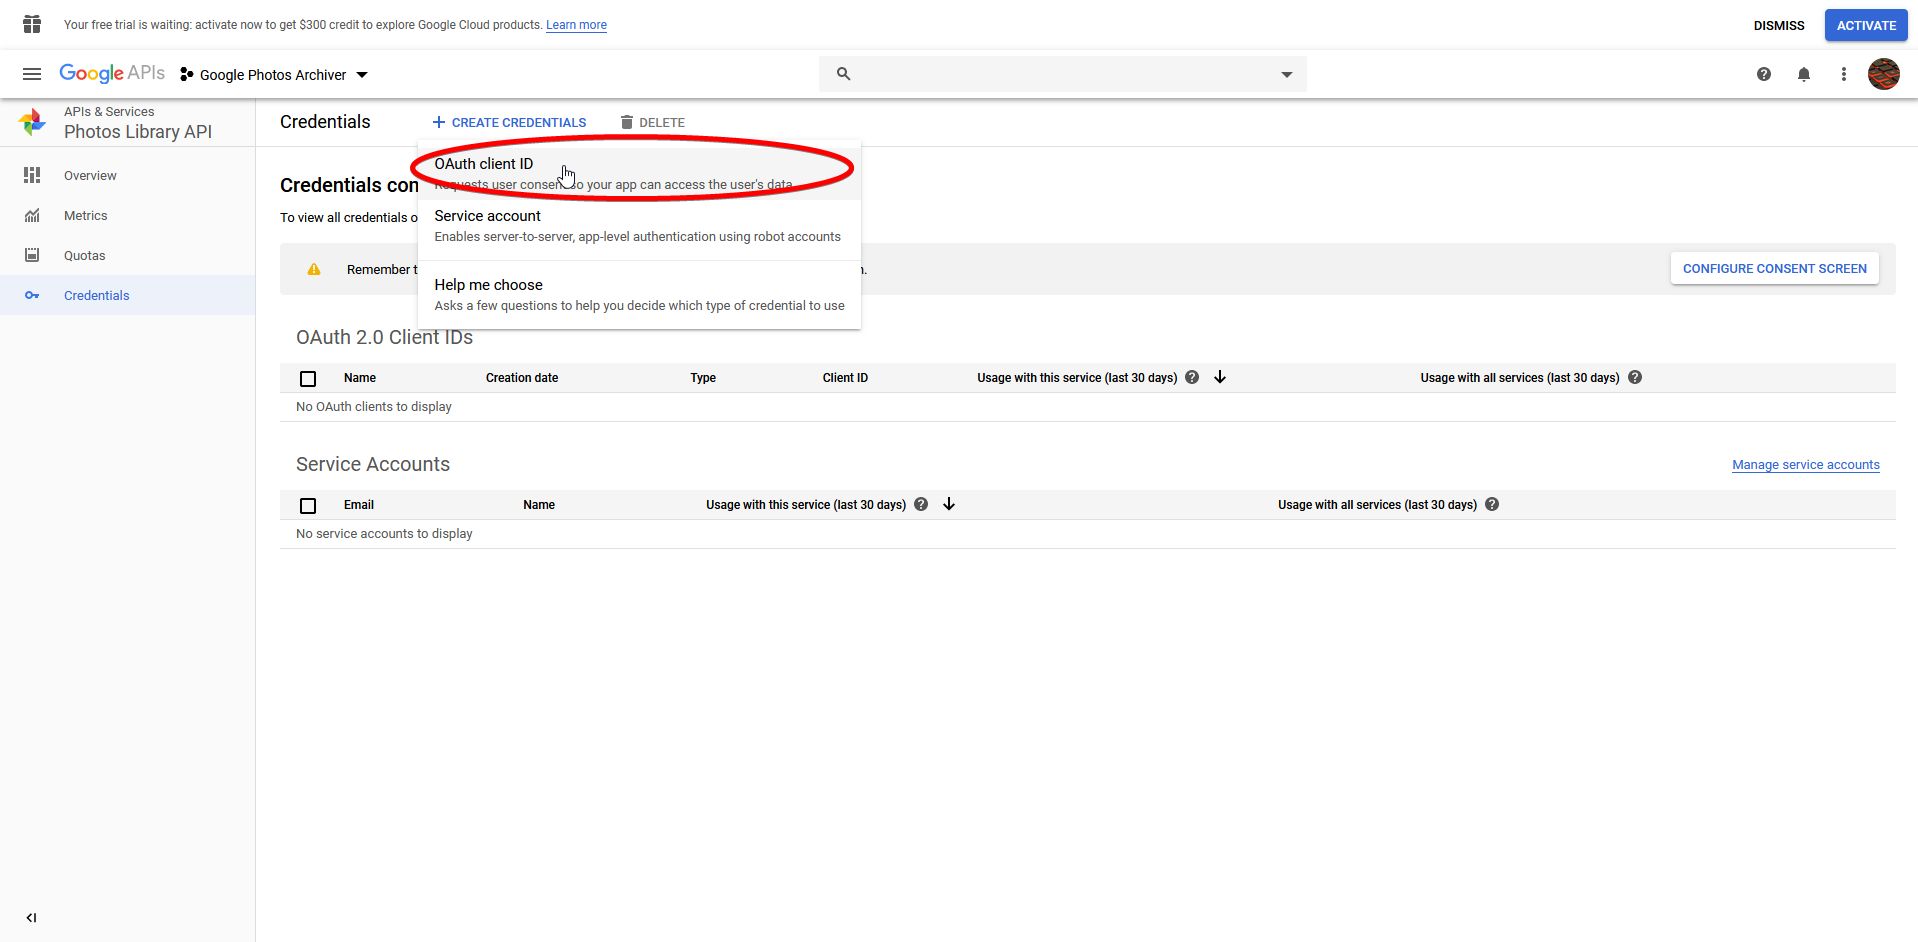 Your free trial is waiting: activate now to get $300 credit to explore Google Cloud products. Learn more
DISMISS
ACTIVATE
Google APIs
Google Photos Archiver
APIs & Services
Photos Library API
Overview
Metrics
Quotas
Credentials
Credentials
+ CREATE CREDENTIALS
DELETE
OAuth client ID
Requests user consent so your app can access the user's data
Service account
Enables server-to-server, app-level authentication using robot accounts
Help me choose
Asks a few questions to help you decide which type of credential to use
Credentials con
To view all credentials o
Remember t
n.
CONFIGURE CONSENT SCREEN
OAuth 2.0 Client IDs
Name Creation date Type Client ID Usage with this service (last 30 days) Usage with all services (last 30 days)
No OAuth clients to display
Service Accounts
Manage service accounts
Email Name Usage with this service (last 30 days) Usage with all services (last 30 days)
No service accounts to display